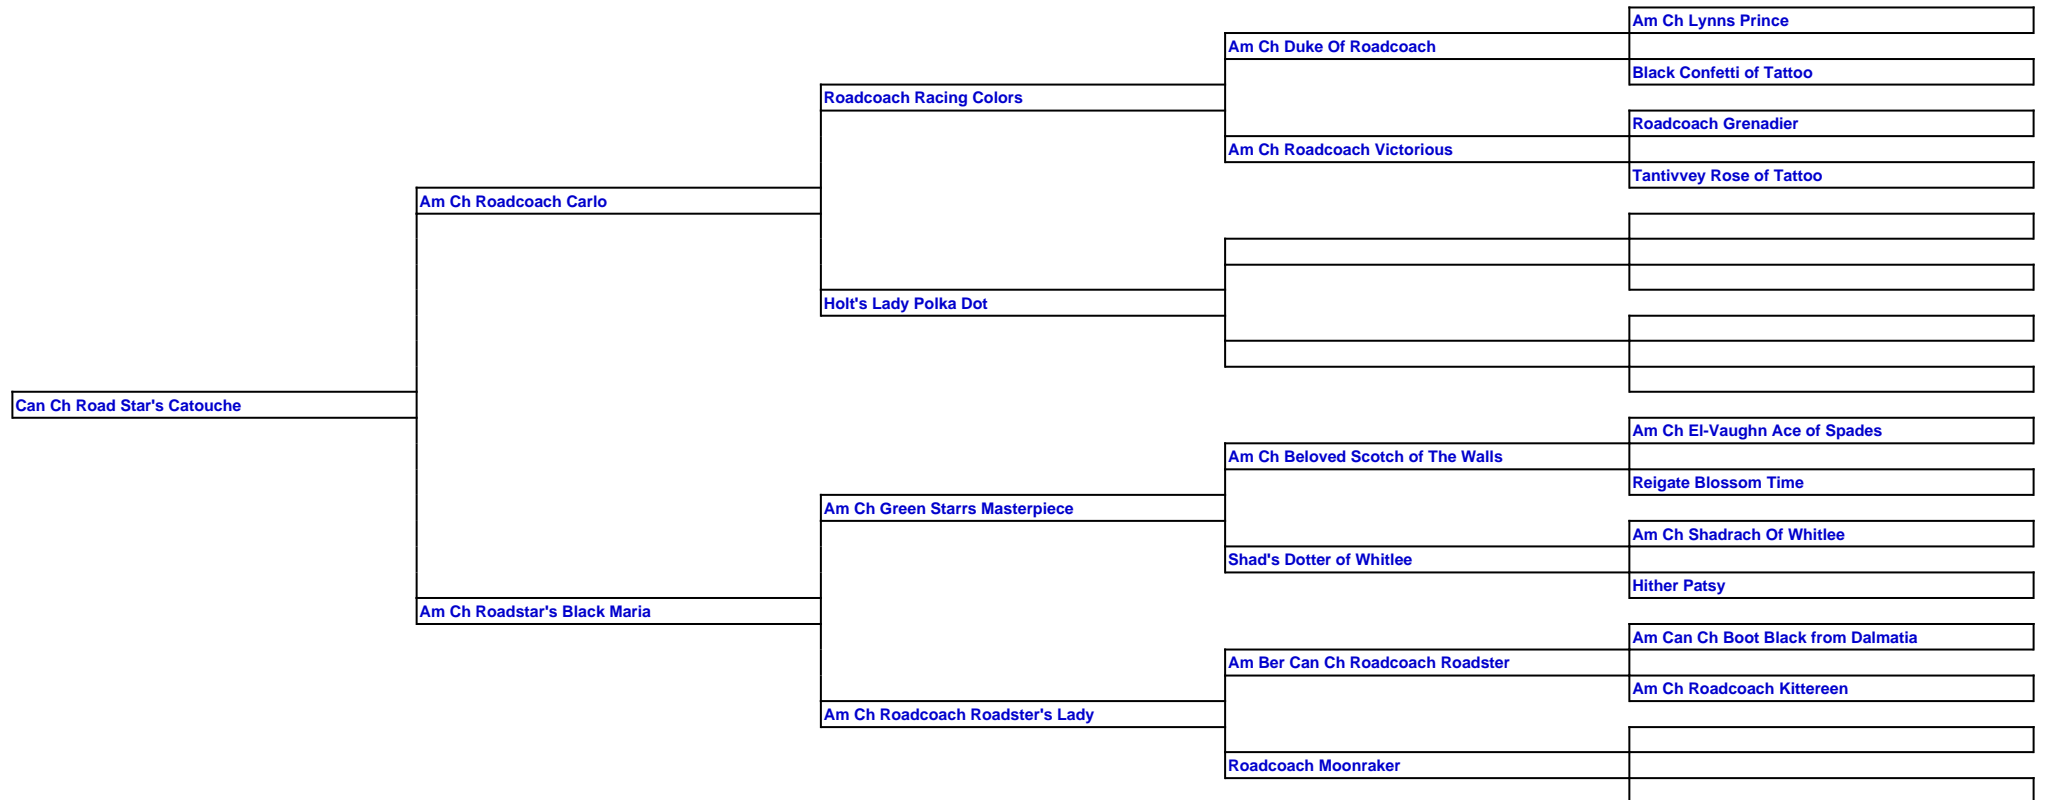 Am Ch Lynns Prince
Am Ch Duke Of Roadcoach
Black Confetti of Tattoo
Roadcoach Racing Colors
Roadcoach Grenadier
Am Ch Roadcoach Victorious
Tantivvey Rose of Tattoo
Am Ch Roadcoach Carlo
Holt's Lady Polka Dot
Can Ch Road Star's Catouche
Am Ch El-Vaughn Ace of Spades
Am Ch Beloved Scotch of The Walls
Reigate Blossom Time
Am Ch Green Starrs Masterpiece
Am Ch Shadrach Of Whitlee
Shad's Dotter of Whitlee
Hither Patsy
Am Ch Roadstar's Black Maria
Am Can Ch Boot Black from Dalmatia
Am Ber Can Ch Roadcoach Roadster
Am Ch Roadcoach Kittereen
Am Ch Roadcoach Roadster's Lady
Roadcoach Moonraker